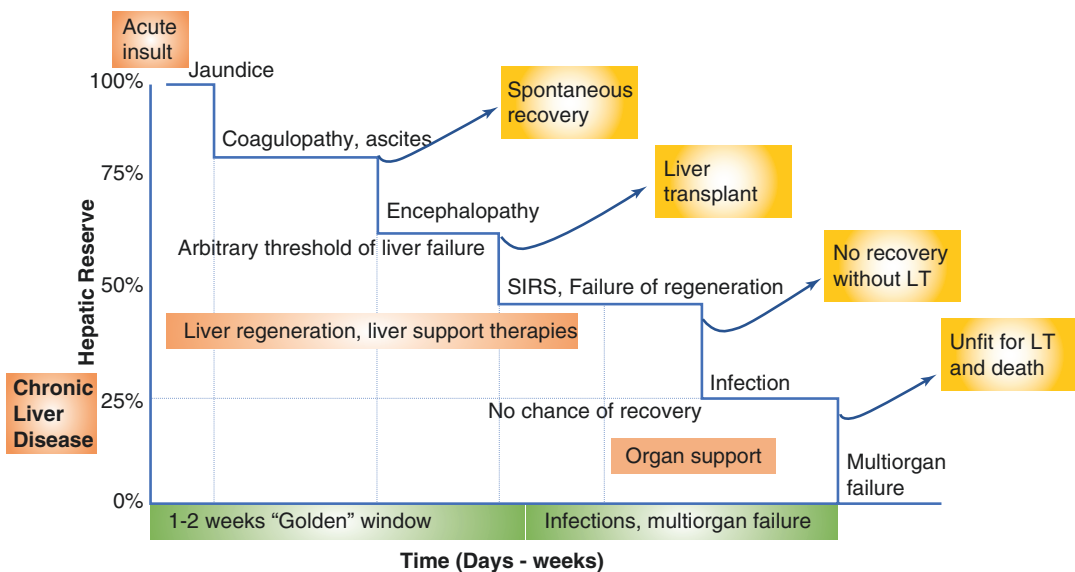 Acute
insult
100%
Jaundice
Spontaneous
recovery
Coagulopathy, ascites
75%
Liver
transplant
Encephalopathy
Arbitrary threshold of liver failure
No recovery
without LT
50%
SIRS, Failure of regeneration
Hepatic Reserve
Liver regeneration, liver support therapies
Unfit for LT
and death
Chronic
Liver
Disease
25%
Infection
No chance of recovery
Organ support
Multiorgan
failure
0%
1-2 weeks “Golden” window
Infections, multiorgan failure
Time (Days - weeks)